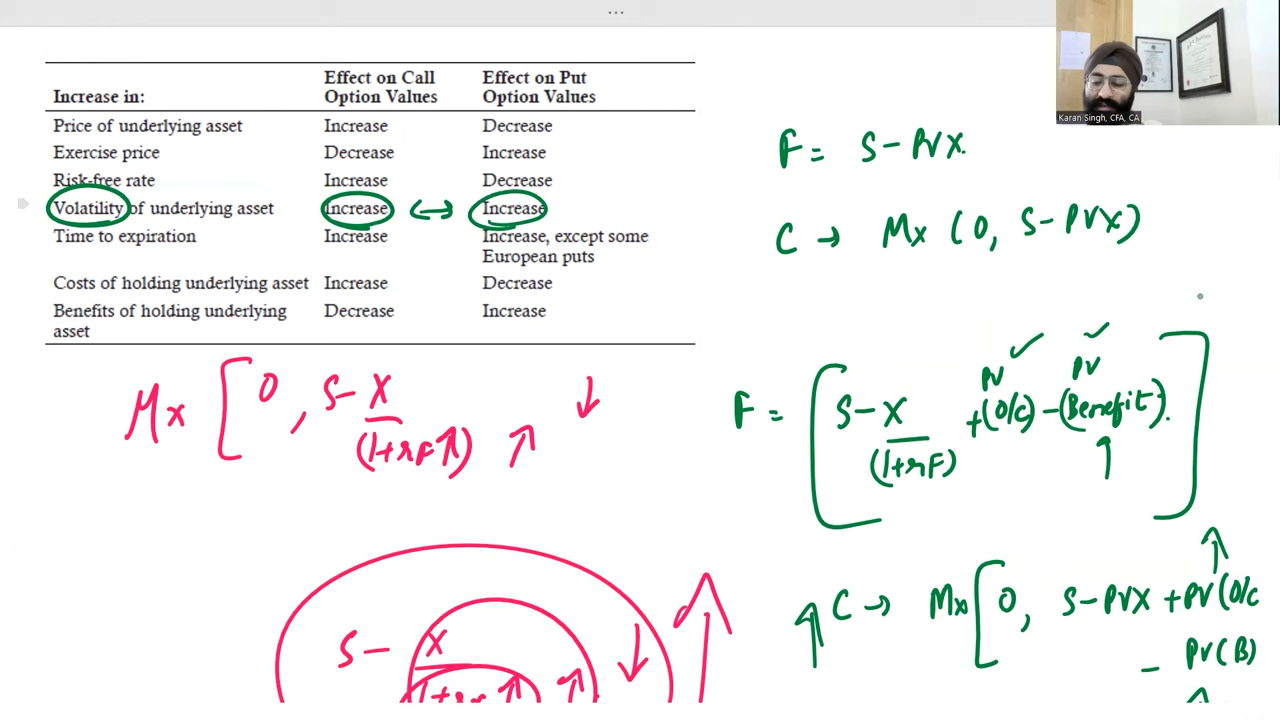 ...
Karan Singh, CFA, CA
Increase in: Effect on Call Option Values Effect on Put Option Values
Price of underlying asset Increase Decrease
Exercise price Decrease Increase
Risk-free rate Increase Decrease
Volatility of underlying asset Increase ↔ Increase
Time to expiration Increase Increase, except some European puts
Costs of holding underlying asset Increase Decrease
Benefits of holding underlying asset Decrease Increase
F = S - PVX.
C → Mx (0, S - PVX)
Mx [0, S - X ↓
(1+rF↑) ↑
PV ✓ PV ✓
F = [S - X + (O/C) - (Benefit).]
(1+rF) ↑
↑ C → Mx [0, S - PVX + PV(O/C
- PV(B)
S - X ↓ ↑
↑ ↑